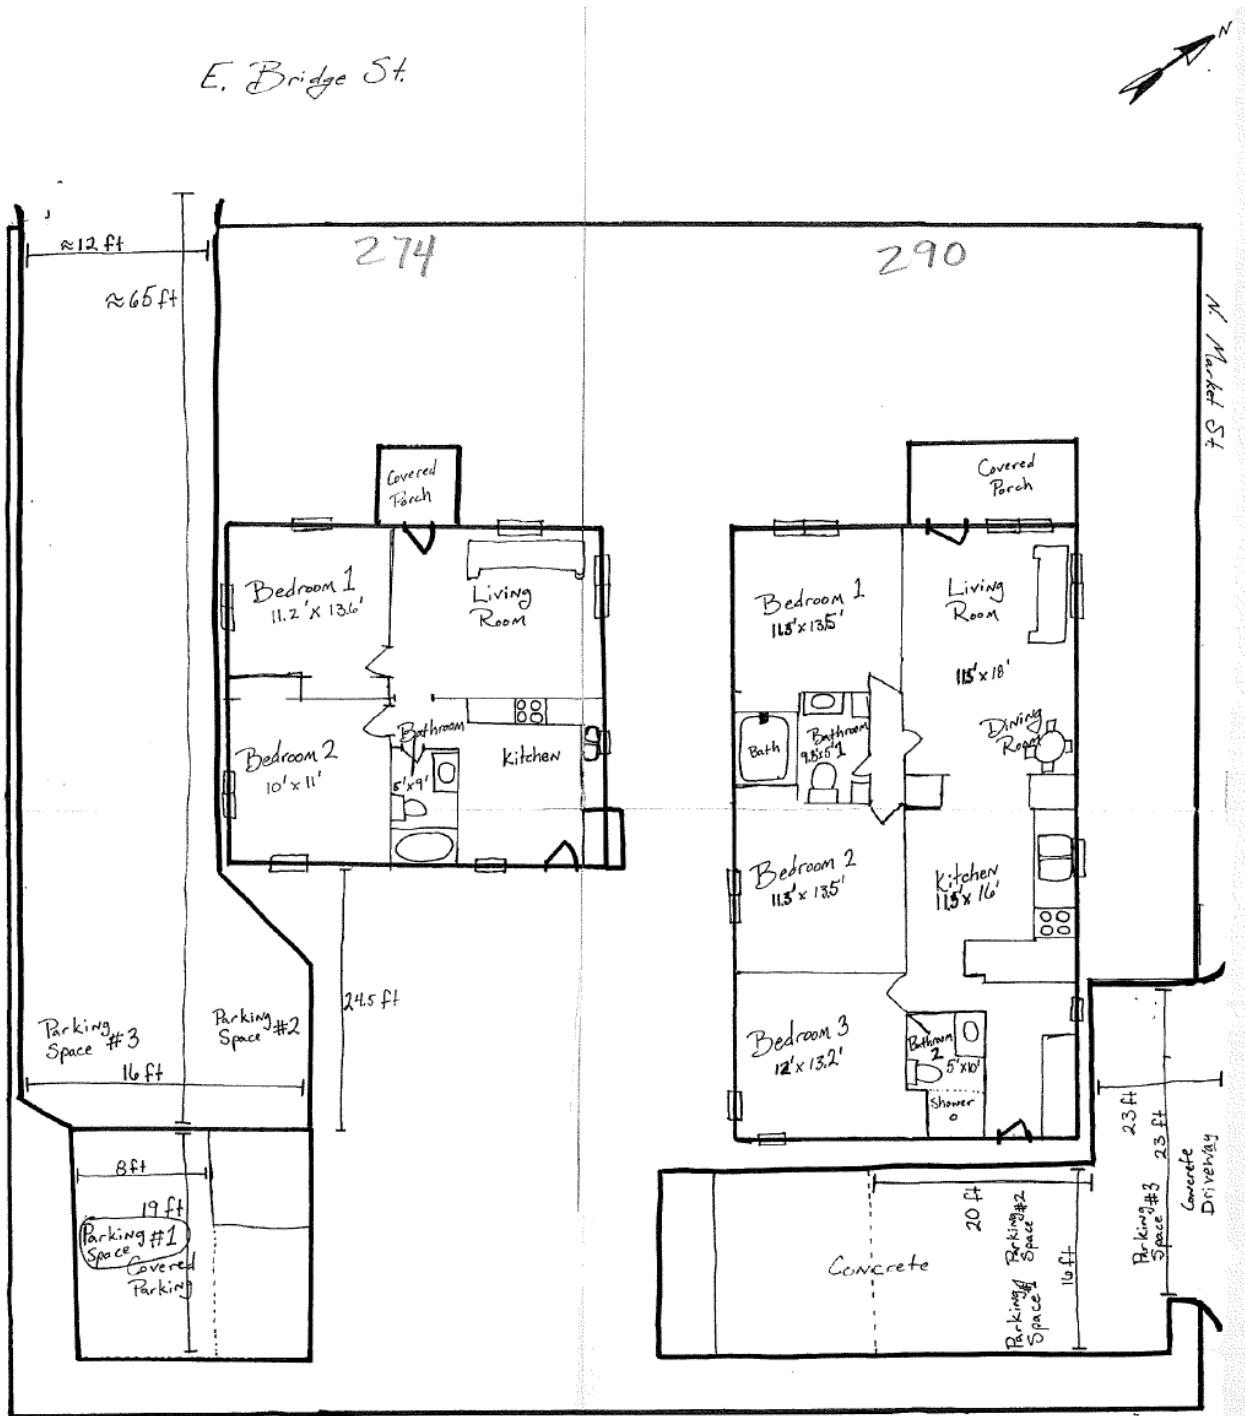 N
E. Bridge St.
≈12 ft
≈65 ft
274
290
N. Market St
Covered
Porch
Covered
Porch
Bedroom 1
11.2' x 13.6'
Living
Room
Bedroom 2
10' x 11'
Bathroom
5' x 9'
Kitchen
Bedroom 1
11.3' x 13.5'
Living
Room
11.5' x 18'
Dining
Room
Bath
Bathroom
1
9.8' x 5'
Bedroom 2
11.3' x 13.5'
Kitchen
11.5' x 16'
Bedroom 3
12' x 13.2'
Bathroom
2
5' x 10'
Shower
24.5 ft
Parking
Space #3
Parking
Space #2
16 ft
8 ft
19 ft
Parking #1
Space
Covered
Parking
Concrete
20 ft
Parking #2
Space
Parking #1
Space
16 ft
23 ft
23 ft
Parking #3
Space
Concrete
Driveway